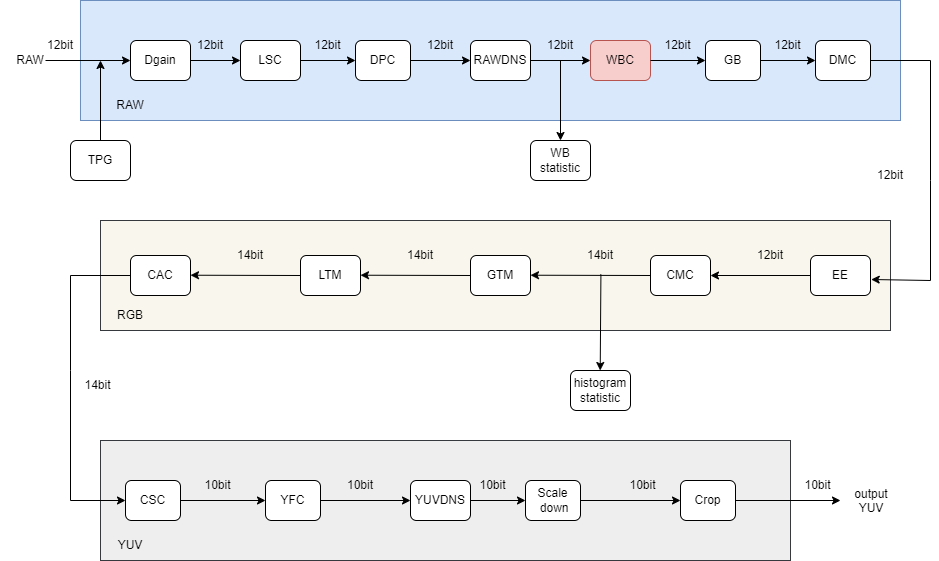 12bit
12bit
12bit
12bit
12bit
12bit
12bit
RAW
Dgain
LSC
DPC
RAWDNS
WBC
GB
DMC
RAW
TPG
WB
statistic
12bit
14bit
14bit
14bit
12bit
CAC
LTM
GTM
CMC
EE
RGB
histogram
statistic
14bit
10bit
10bit
10bit
10bit
10bit
CSC
YFC
YUVDNS
Scale
down
Crop
output
YUV
YUV